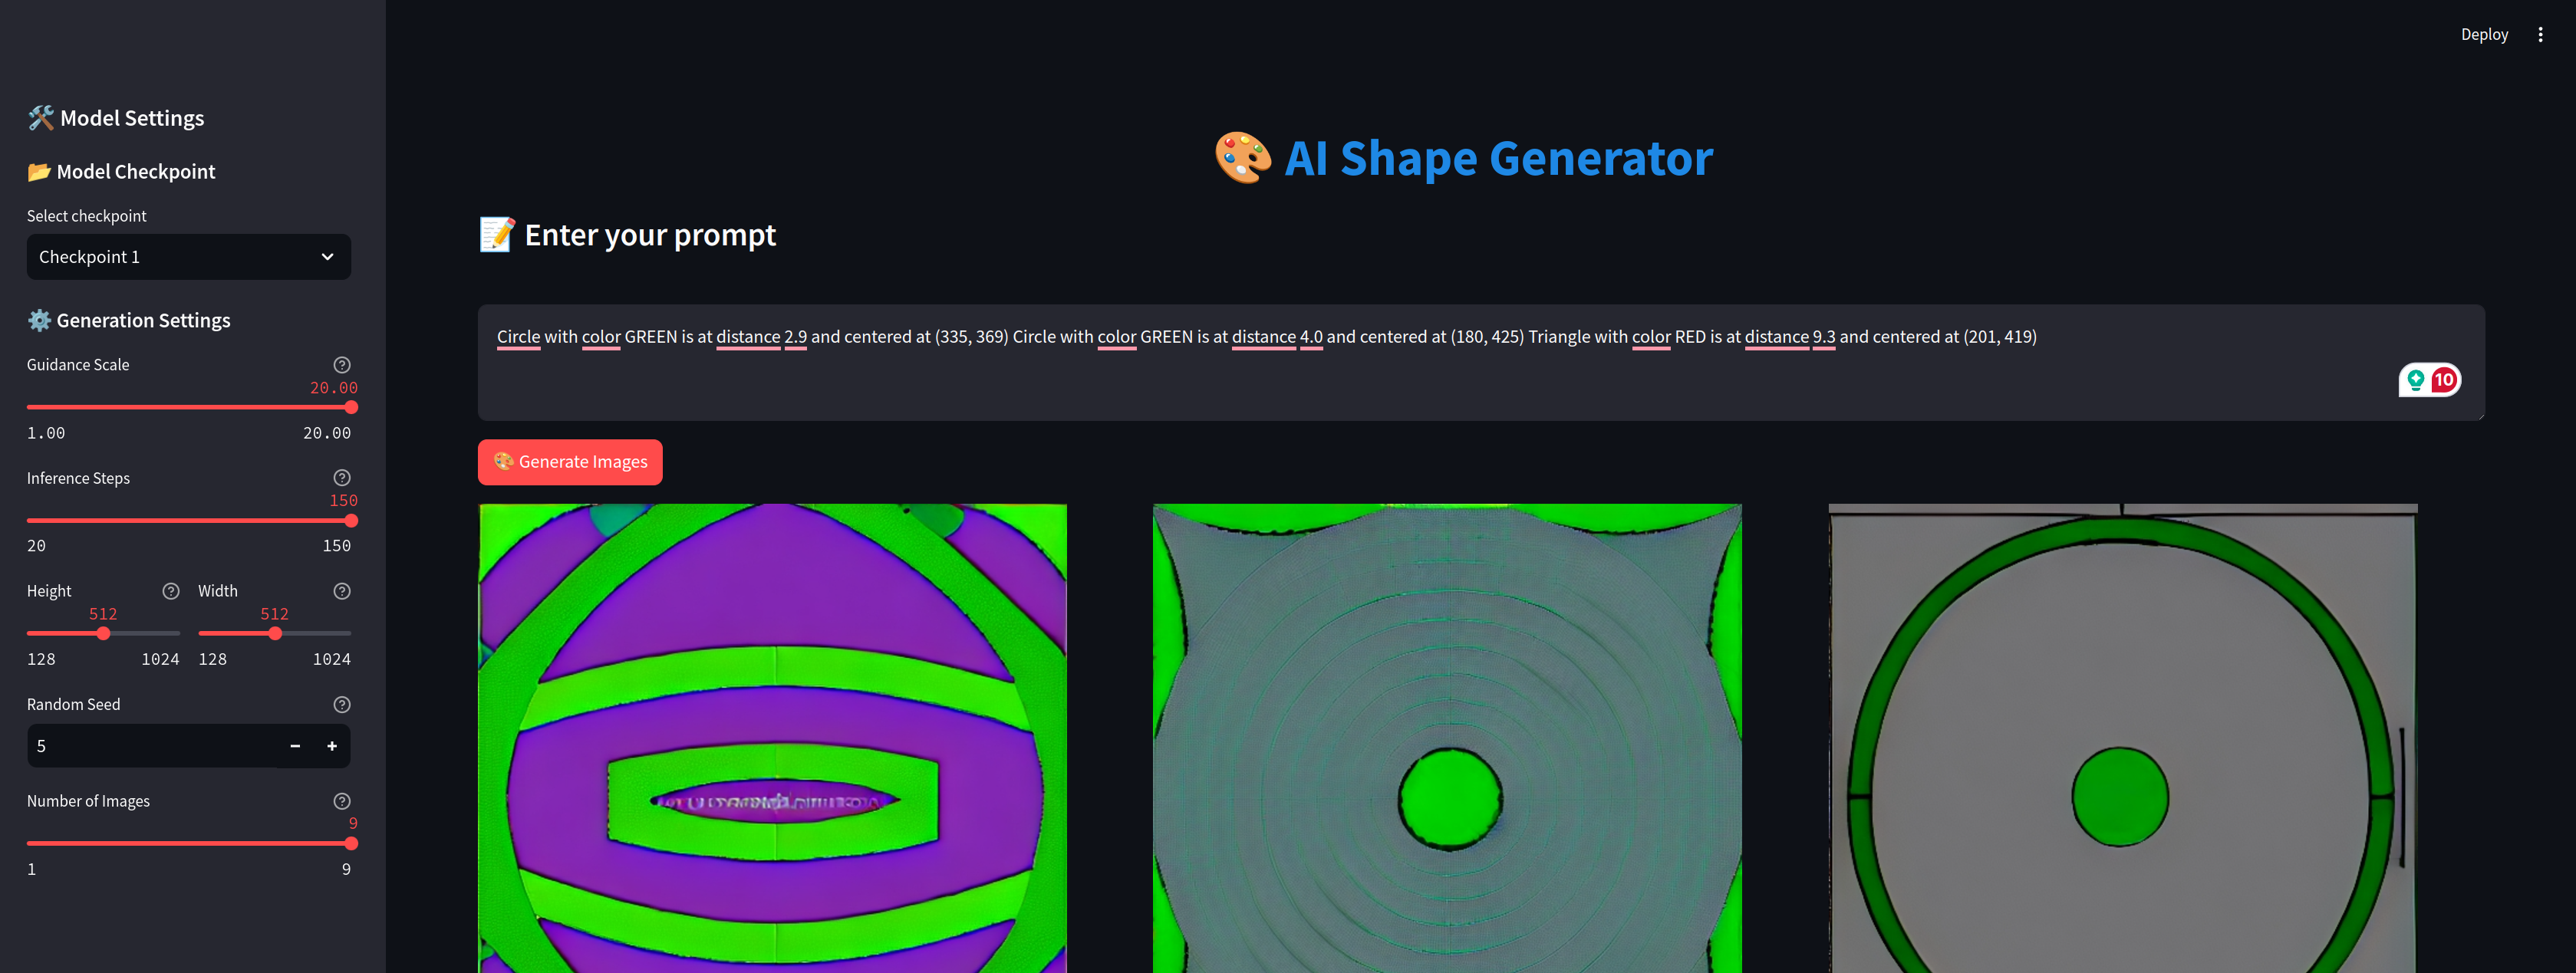 Deploy
🛠️ Model Settings
📂 Model Checkpoint
Select checkpoint
Checkpoint 1
⚙️ Generation Settings
Guidance Scale
20.00
1.00 20.00
Inference Steps
150
20 150
Height Width
512 512
128 1024 128 1024
Random Seed
5
Number of Images
9
1 9
🎨 AI Shape Generator
📝 Enter your prompt
Circle with color GREEN is at distance 2.9 and centered at (335, 369) Circle with color GREEN is at distance 4.0 and centered at (180, 425) Triangle with color RED is at distance 9.3 and centered at (201, 419)
10
🎨 Generate Images